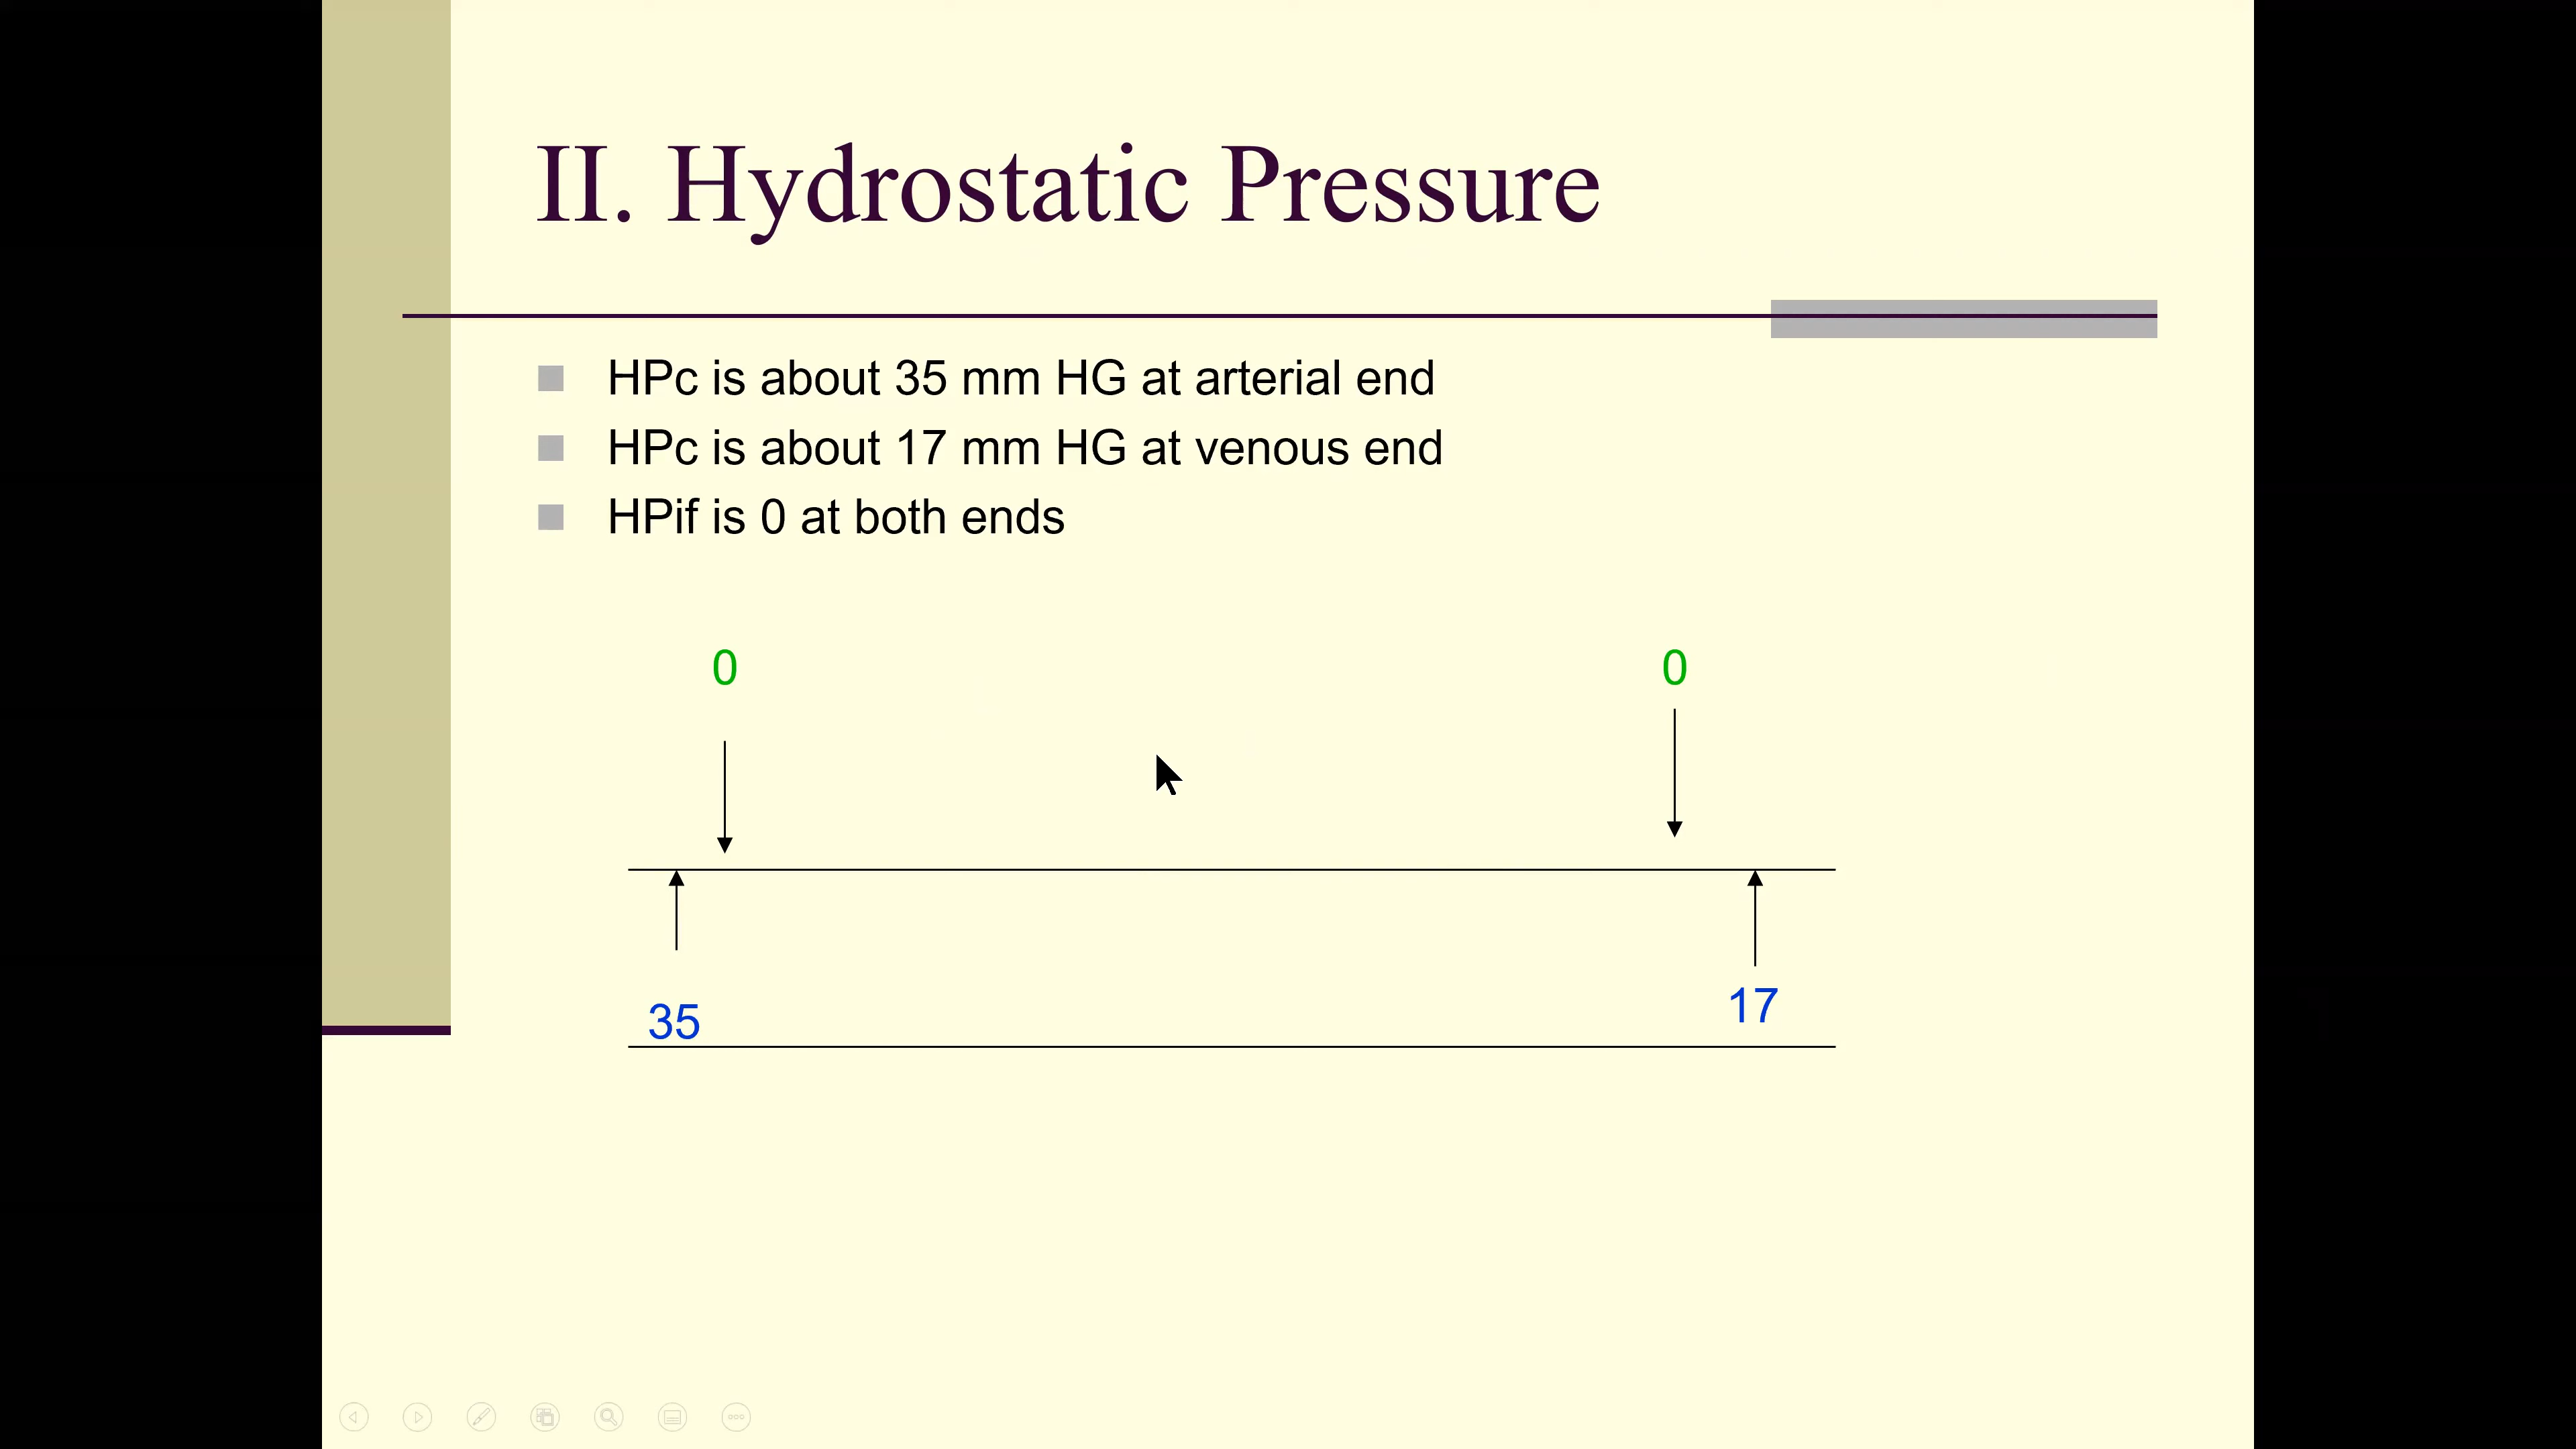 II. Hydrostatic Pressure
HPc is about 35 mm HG at arterial end
HPc is about 17 mm HG at venous end
HPif is 0 at both ends
0 0
35 17